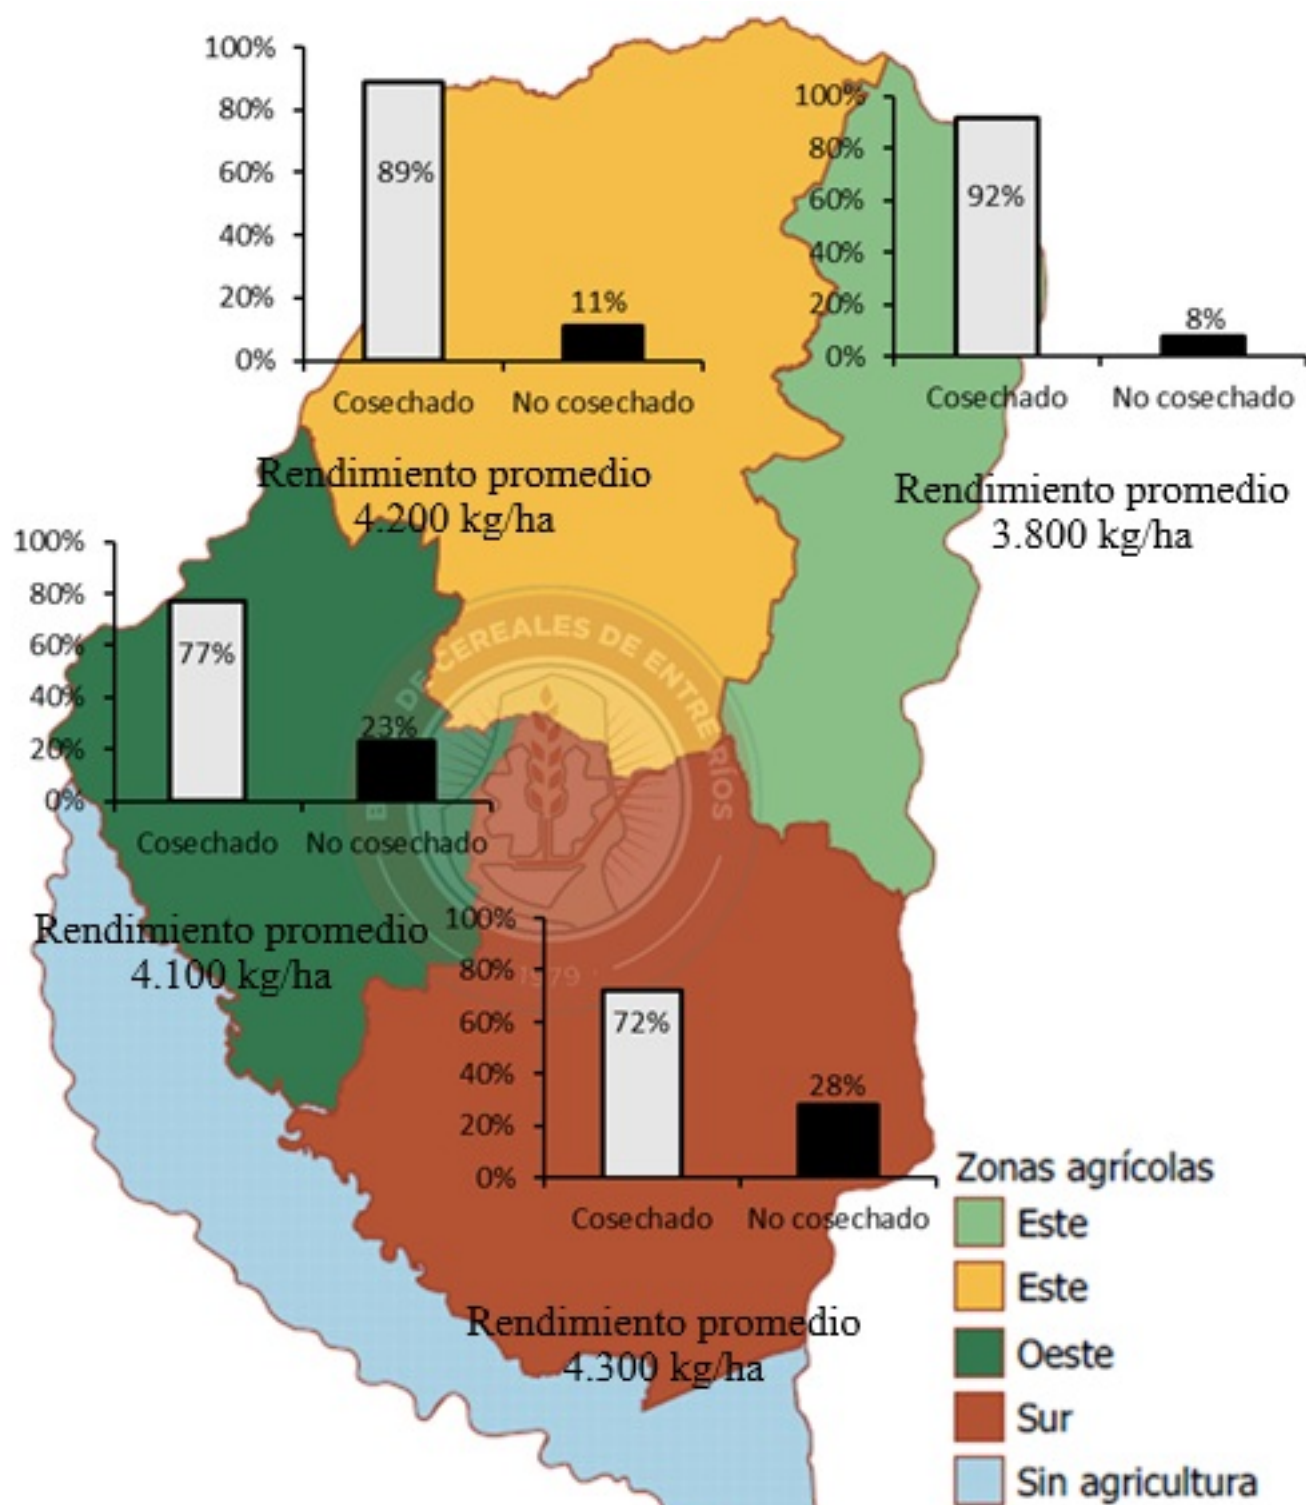 100%
80%
60%
40%
20%
0%
89%
11%
Cosechado No cosechado
Rendimiento promedio
4.200 kg/ha
100%
80%
60%
40%
20%
0%
92%
8%
Cosechado No cosechado
Rendimiento promedio
3.800 kg/ha
100%
80%
60%
40%
20%
0%
77%
23%
Cosechado No cosechado
Rendimiento promedio
4.100 kg/ha
DE CEREALES DE ENTRE RÍOS
1979
100%
80%
60%
40%
20%
0%
72%
28%
Cosechado No cosechado
Rendimiento promedio
4.300 kg/ha
Zonas agrícolas
Este
Este
Oeste
Sur
Sin agricultura